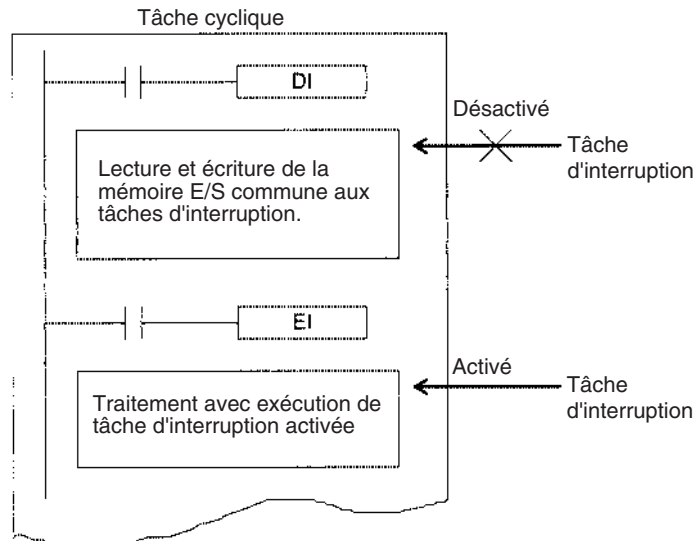 Tâche cyclique
DI
Désactivé
Tâche
d'interruption
Lecture et écriture de la
mémoire E/S commune aux
tâches d'interruption.
EI
Activé
Tâche
d'interruption
Traitement avec exécution de
tâche d'interruption activée